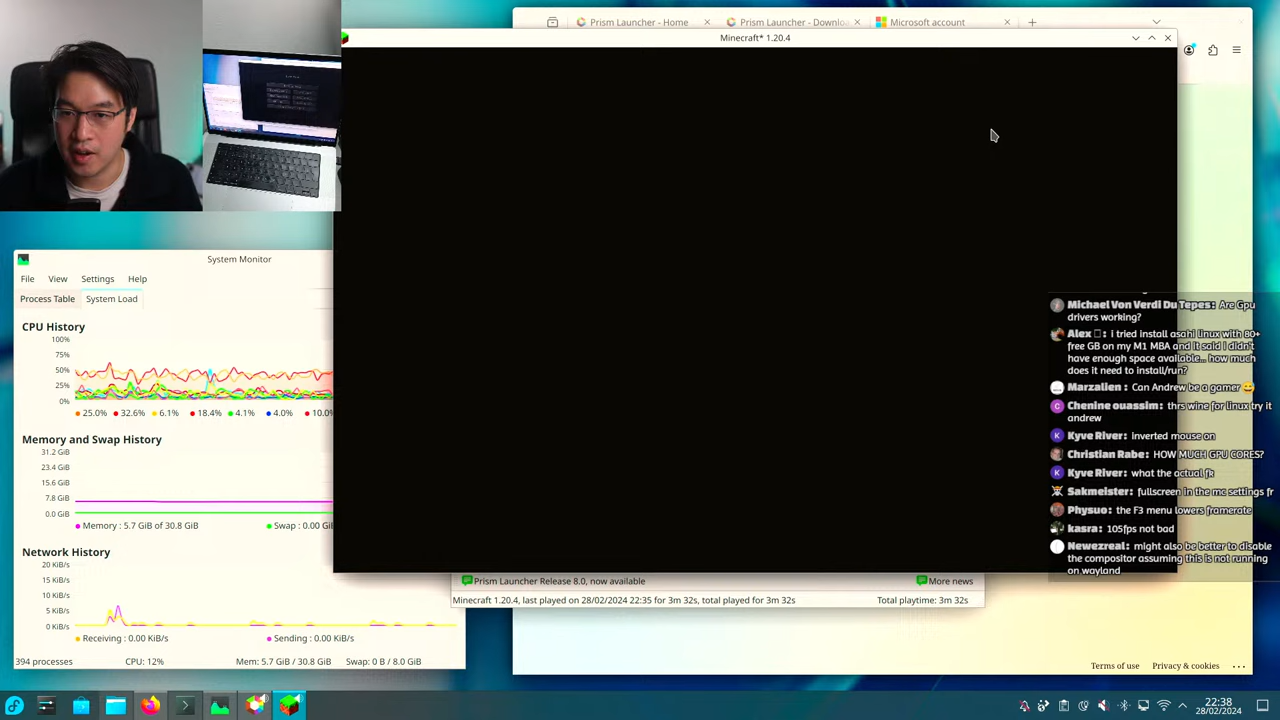 Prism Launcher - Home
Prism Launcher - Downloa
Microsoft account
Minecraft* 1.20.4
System Monitor
File View Settings Help
Process Table System Load
CPU History
100%
75%
50%
25%
0%
25.0% 32.6% 6.1% 18.4% 4.1% 4.0% 10.0%
Memory and Swap History
31.2 GiB
23.4 GiB
15.6 GiB
7.8 GiB
0.0 GiB
Memory : 5.7 GiB of 30.8 GiB Swap : 0.00 GiB
Network History
20 KiB/s
15 KiB/s
10 KiB/s
5 KiB/s
0 KiB/s
Receiving : 0.00 KiB/s Sending : 0.00 KiB/s
394 processes CPU: 12% Mem: 5.7 GiB / 30.8 GiB Swap: 0 B / 8.0 GiB
Michael Von Verdi Du Tepes: Are Gpu
drivers working?
Alex : i tried install asahi linux with 80+
free GB on my M1 MBA and it said I didn't
have enough space available... how much
does it need to install/run?
Marzalien: Can Andrew be a gamer 😅
Chenine ouassim: thrs wine for linux try it
andrew
Kyve River: inverted mouse on
Christian Rabe: HOW MUCH GPU CORES?
Kyve River: what the actual fk
Sakmeister: fullscreen in the mc settings fr
Physuo: the F3 menu lowers framerate
kasra: 105fps not bad
Newezreal: might also be better to disable
the compositor assuming this is not running
on wayland
Prism Launcher Release 8.0, now available More news
Minecraft 1.20.4, last played on 28/02/2024 22:35 for 3m 32s, total played for 3m 32s Total playtime: 3m 32s
Terms of use Privacy & cookies ···
22:38
28/02/2024